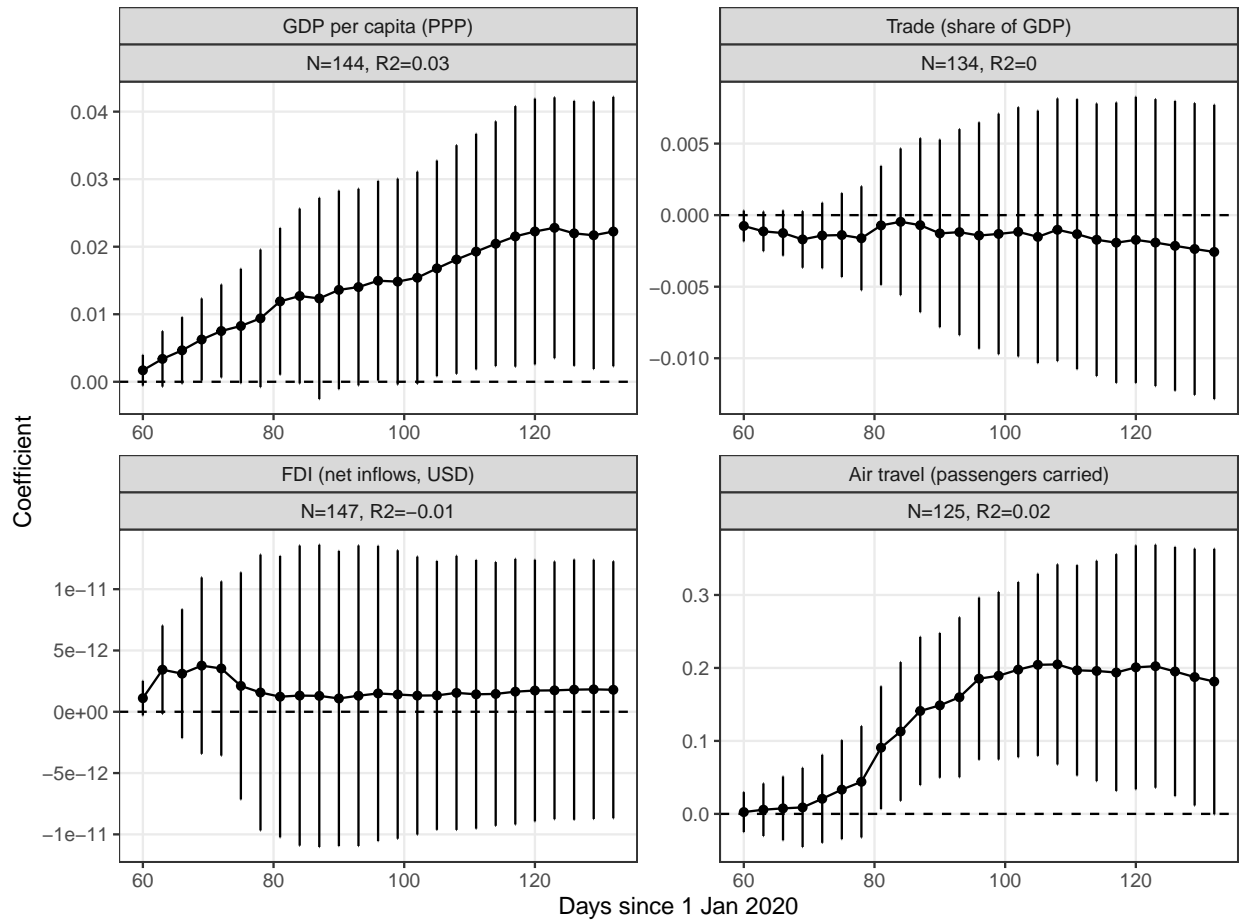 GDP per capita (PPP)
N=144, R2=0.03
0.04
0.03
0.02
0.01
0.00
60 80 100 120
Trade (share of GDP)
N=134, R2=0
0.005
0.000
−0.005
−0.010
60 80 100 120
FDI (net inflows, USD)
N=147, R2=−0.01
1e−11
5e−12
0e+00
−5e−12
−1e−11
60 80 100 120
Air travel (passengers carried)
N=125, R2=0.02
0.3
0.2
0.1
0.0
60 80 100 120
Coefficient
Days since 1 Jan 2020